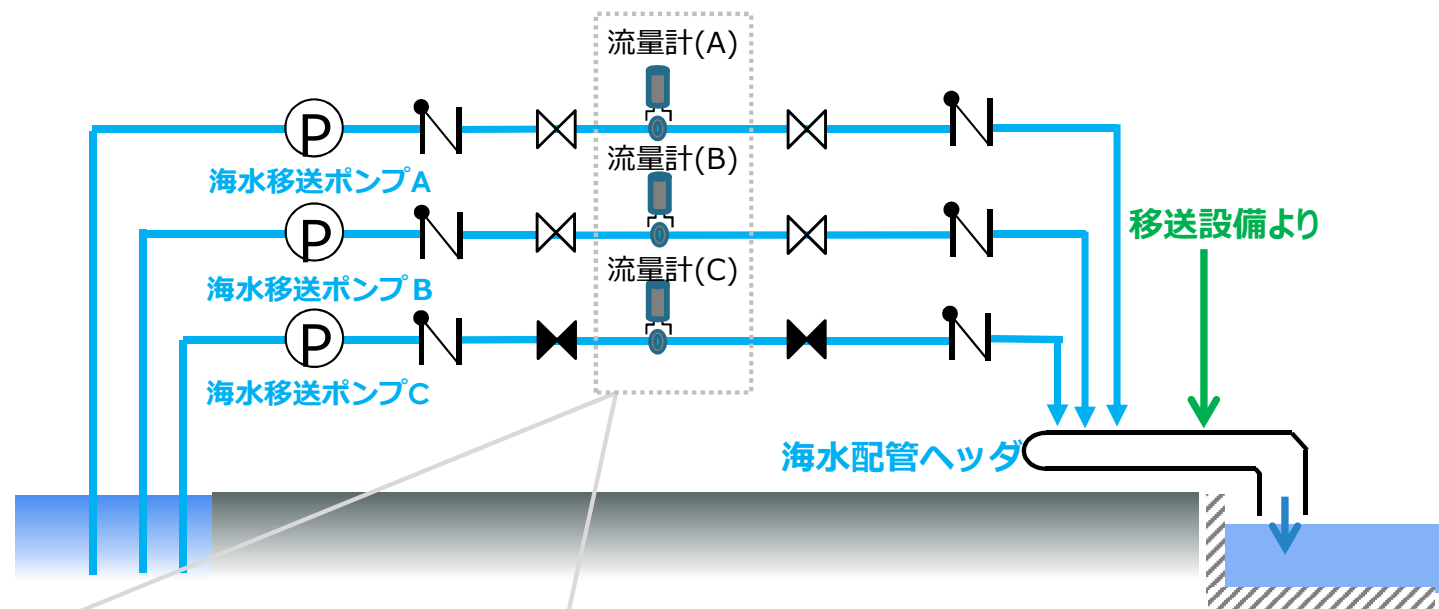 流量計(A)
P
海水移送ポンプA
流量計(B)
P
海水移送ポンプB
移送設備より
流量計(C)
P
海水移送ポンプC
海水配管ヘッダ